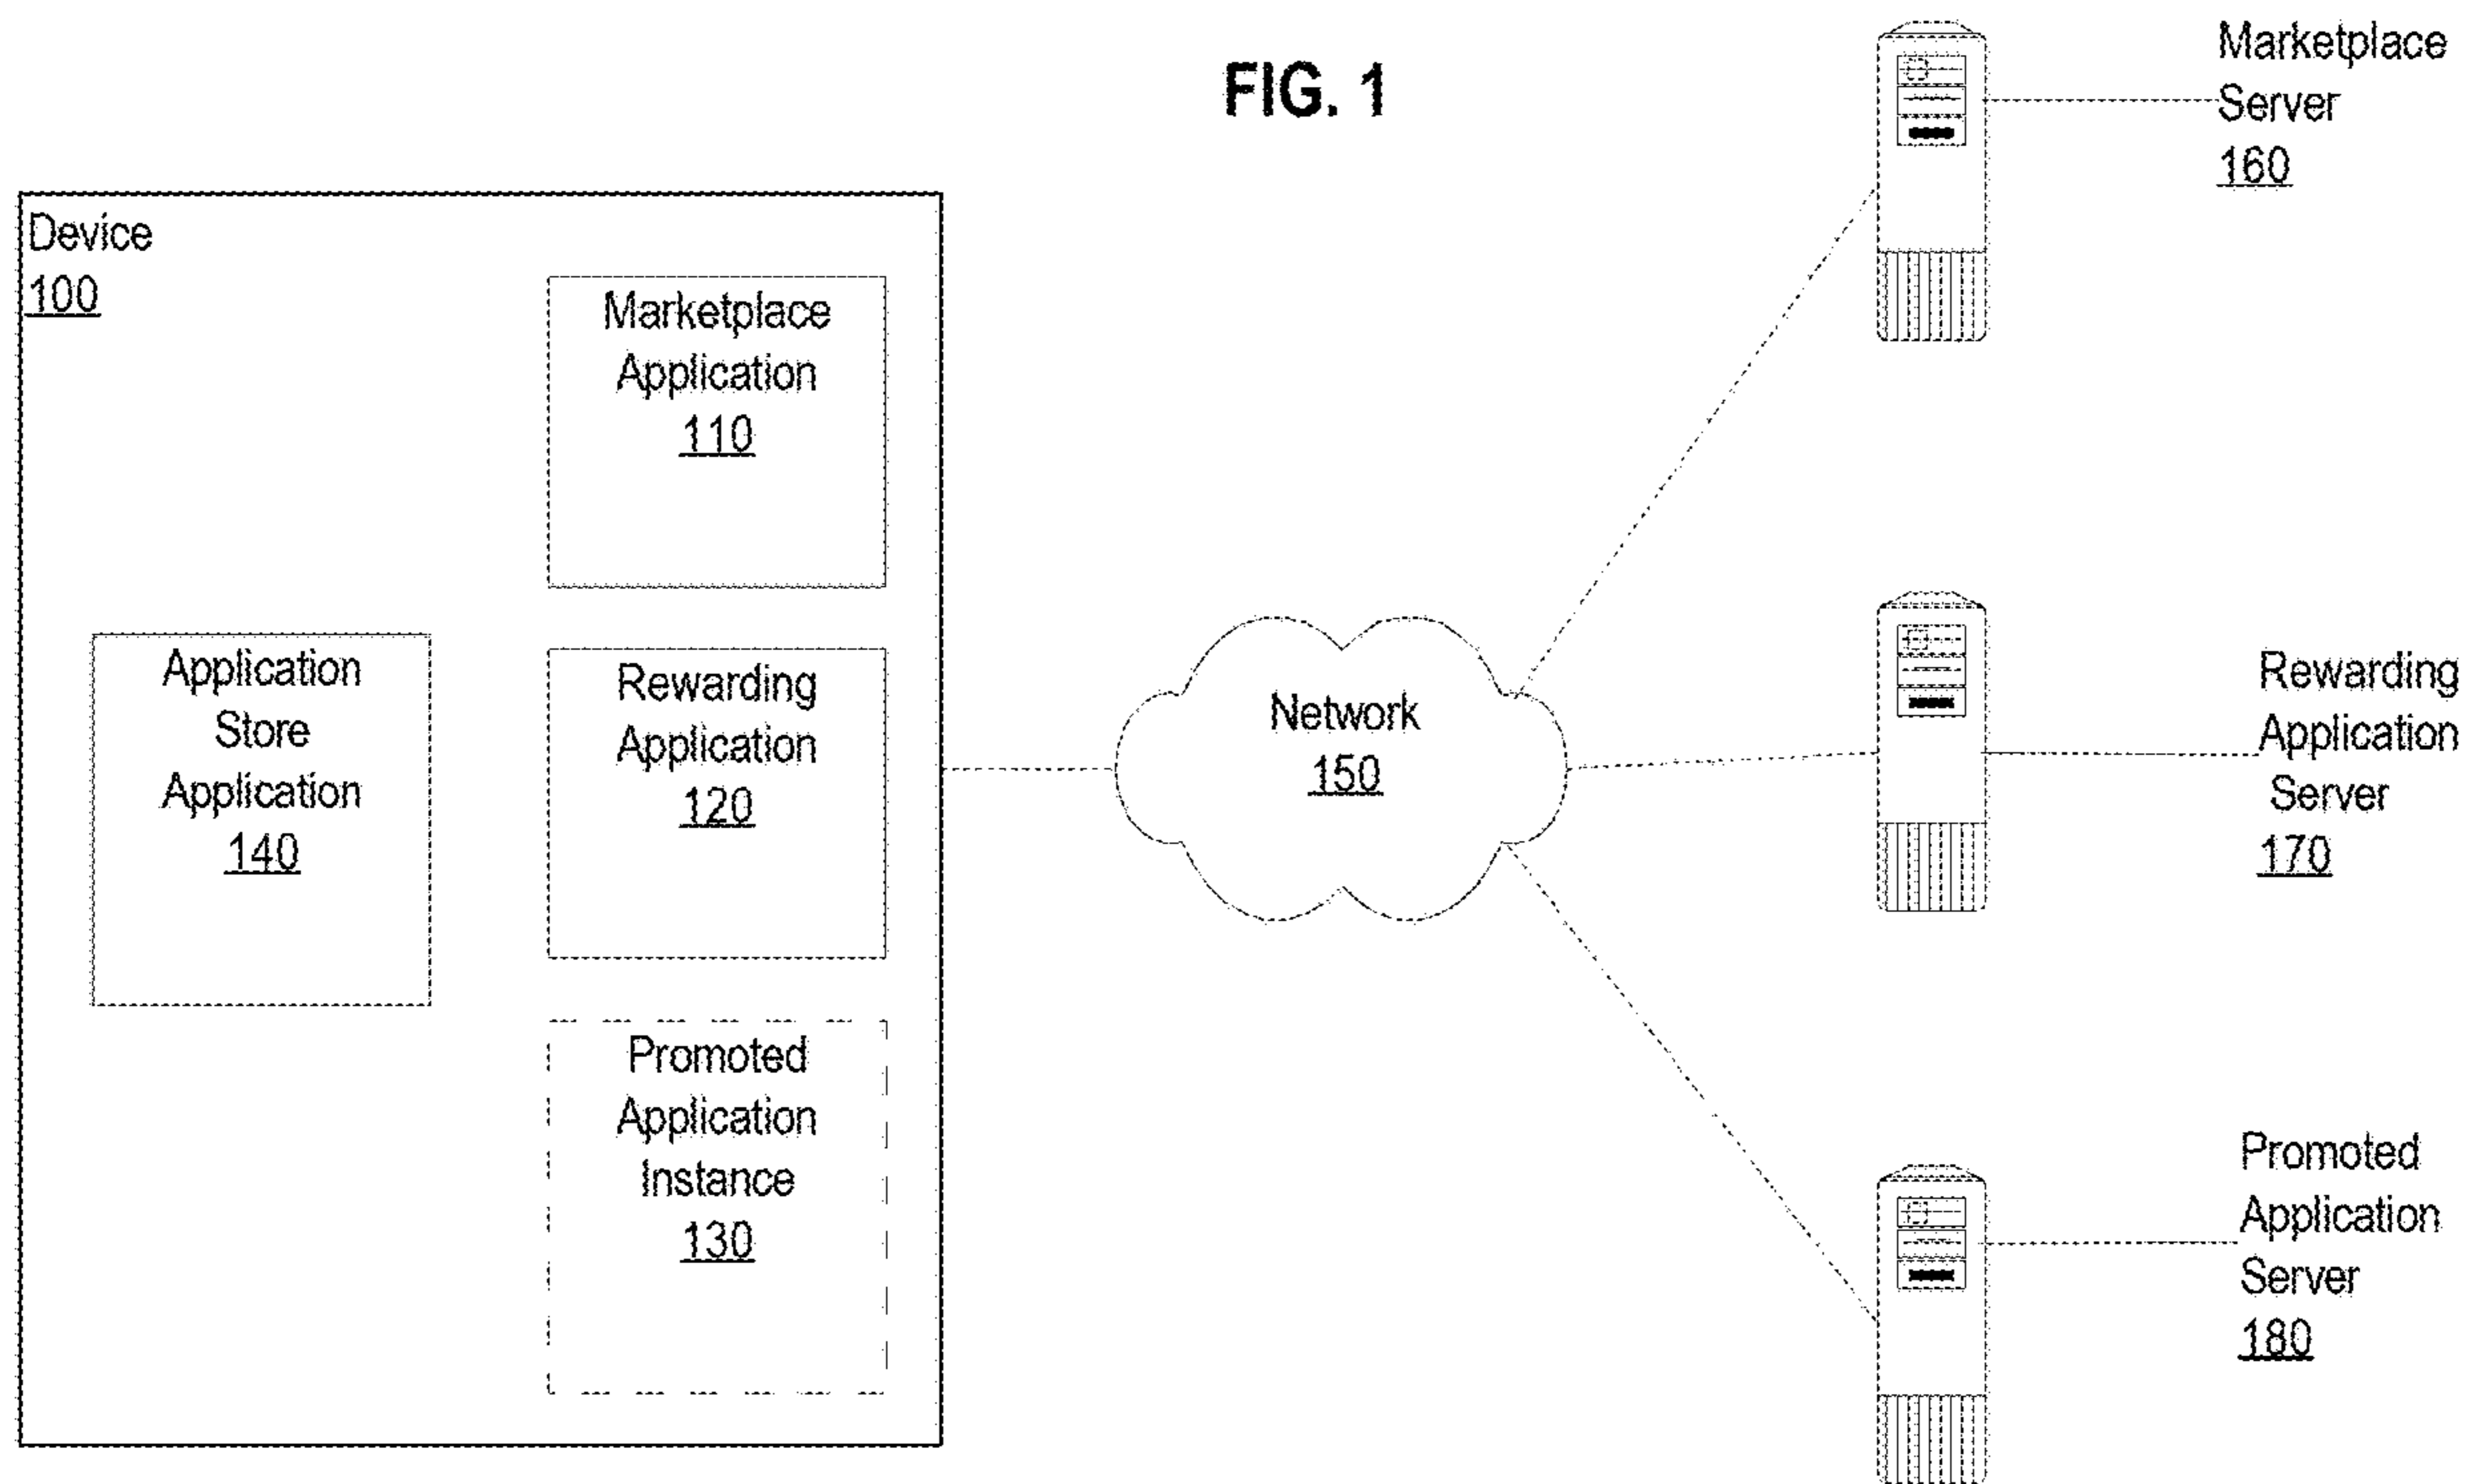 FIG. 1
Device
100
Marketplace
Application
110
Application
Store
Application
140
Rewarding
Application
120
Promoted
Application
Instance
130
Network
150
Marketplace
Server
160
Rewarding
Application
Server
170
Promoted
Application
Server
180